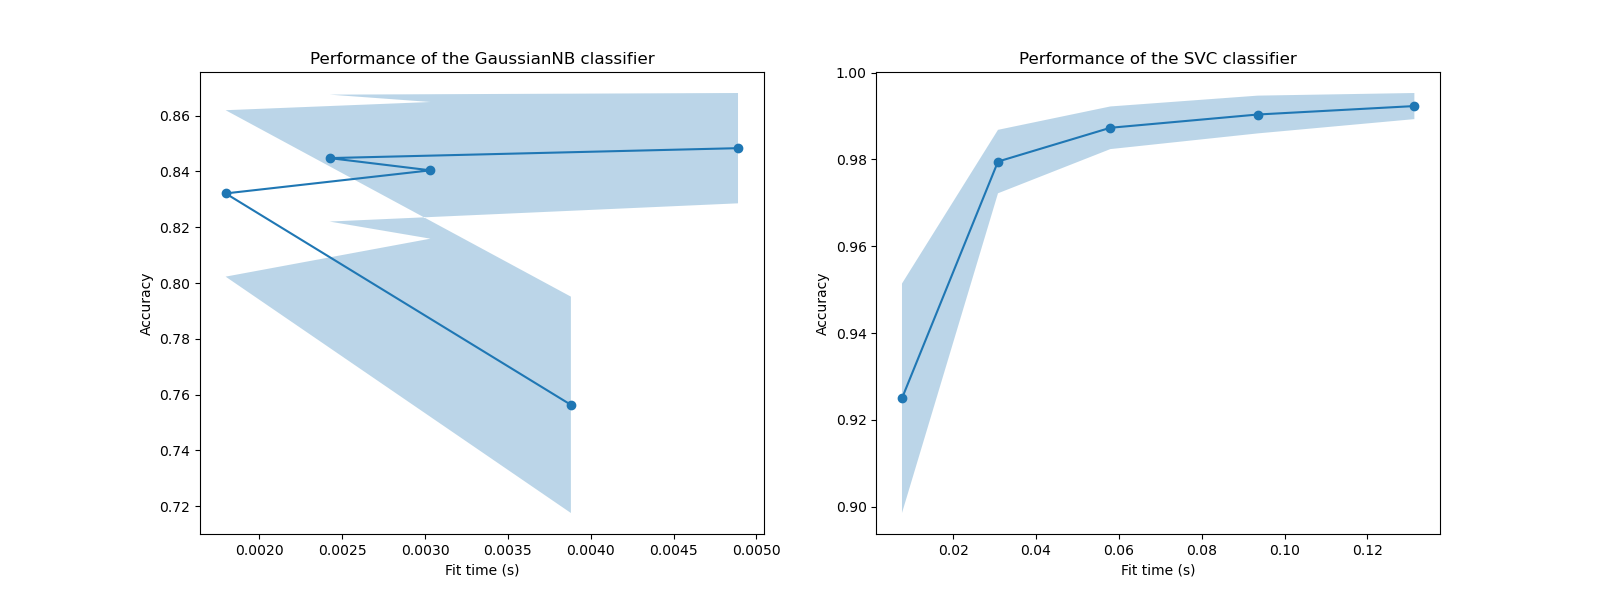 Performance of the GaussianNB classifier
Accuracy
0.86
0.84
0.82
0.80
0.78
0.76
0.74
0.72
0.0020 0.0025 0.0030 0.0035 0.0040 0.0045 0.0050
Fit time (s)
Performance of the SVC classifier
Accuracy
1.00
0.98
0.96
0.94
0.92
0.90
0.02 0.04 0.06 0.08 0.10 0.12
Fit time (s)